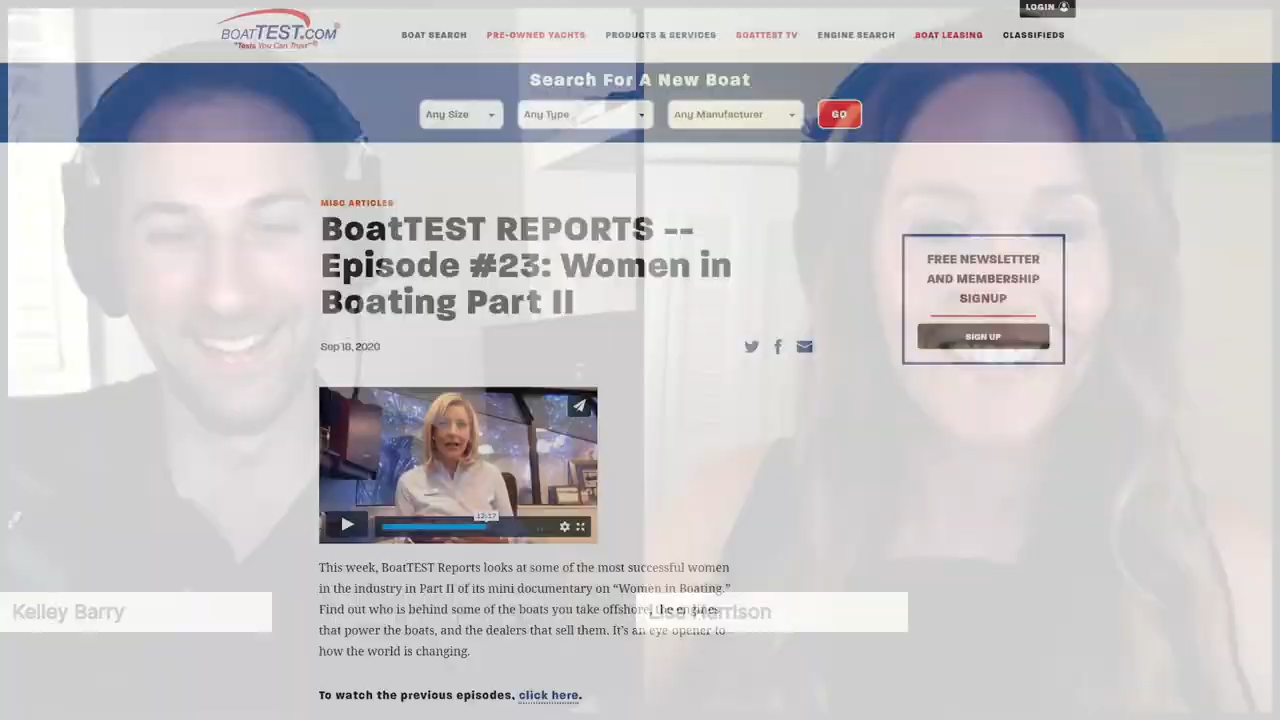 LOGIN
BOATTEST.COM
"Tests You Can Trust"®
BOAT SEARCH PRE-OWNED YACHTS PRODUCTS & SERVICES BOATTEST TV ENGINE SEARCH BOAT LEASING CLASSIFIEDS
Search For A New Boat
Any Size Any Type Any Manufacturer GO
MISC ARTICLES
BoatTEST REPORTS --
Episode #23: Women in
Boating Part II
Sep 18, 2020
FREE NEWSLETTER
AND MEMBERSHIP
SIGNUP
SIGN UP
12:17
This week, BoatTEST Reports looks at some of the most successful women
in the industry in Part II of its mini documentary on “Women in Boating.”
Find out who is behind some of the boats you take offshore, the engines
that power the boats, and the dealers that sell them. It’s an eye opener to
how the world is changing.
Kelley Barry
Lisa Harrison
To watch the previous episodes, click here.